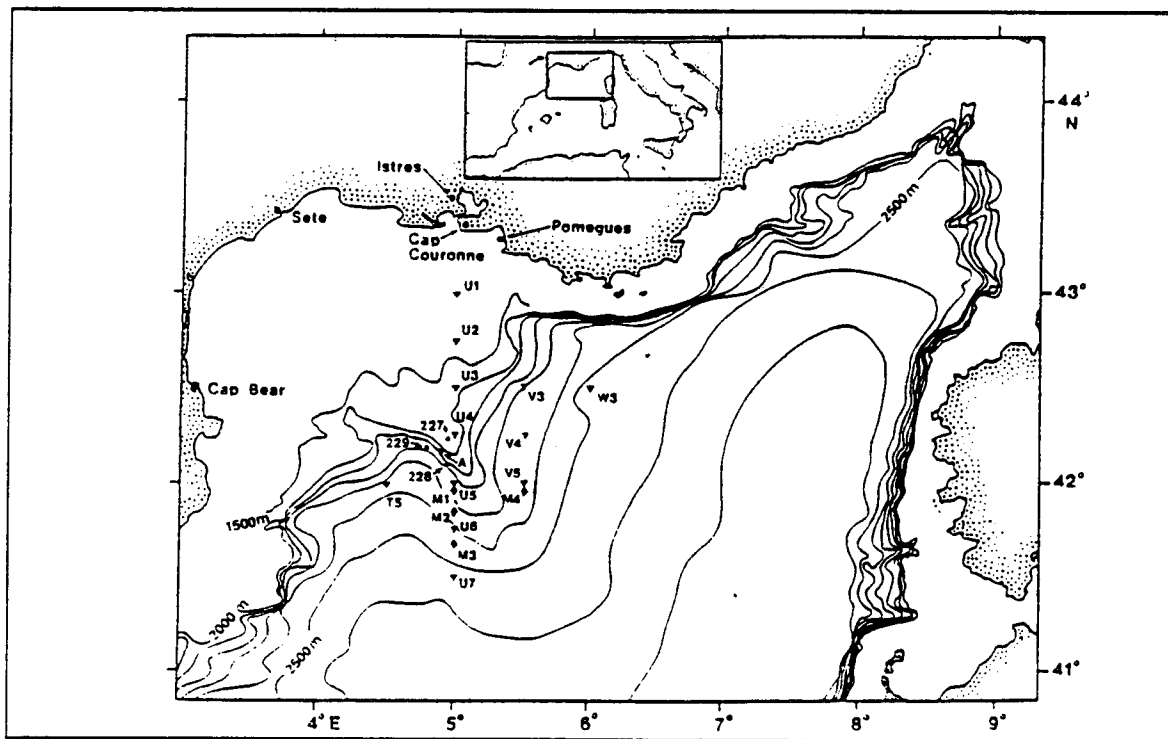 44°
N
Istres
Sete
Pomegues
Cap
Couronne
2500 m
U1
43°
U2
U3
Cap Bear
V3
W3
U4
227
229
V4
A
228
V5
42°
T5
M1
U5
M4
1500m
M2
U6
M3
U7
2000 m
2500 m
41°
4° E
5°
6°
7°
8°
9°